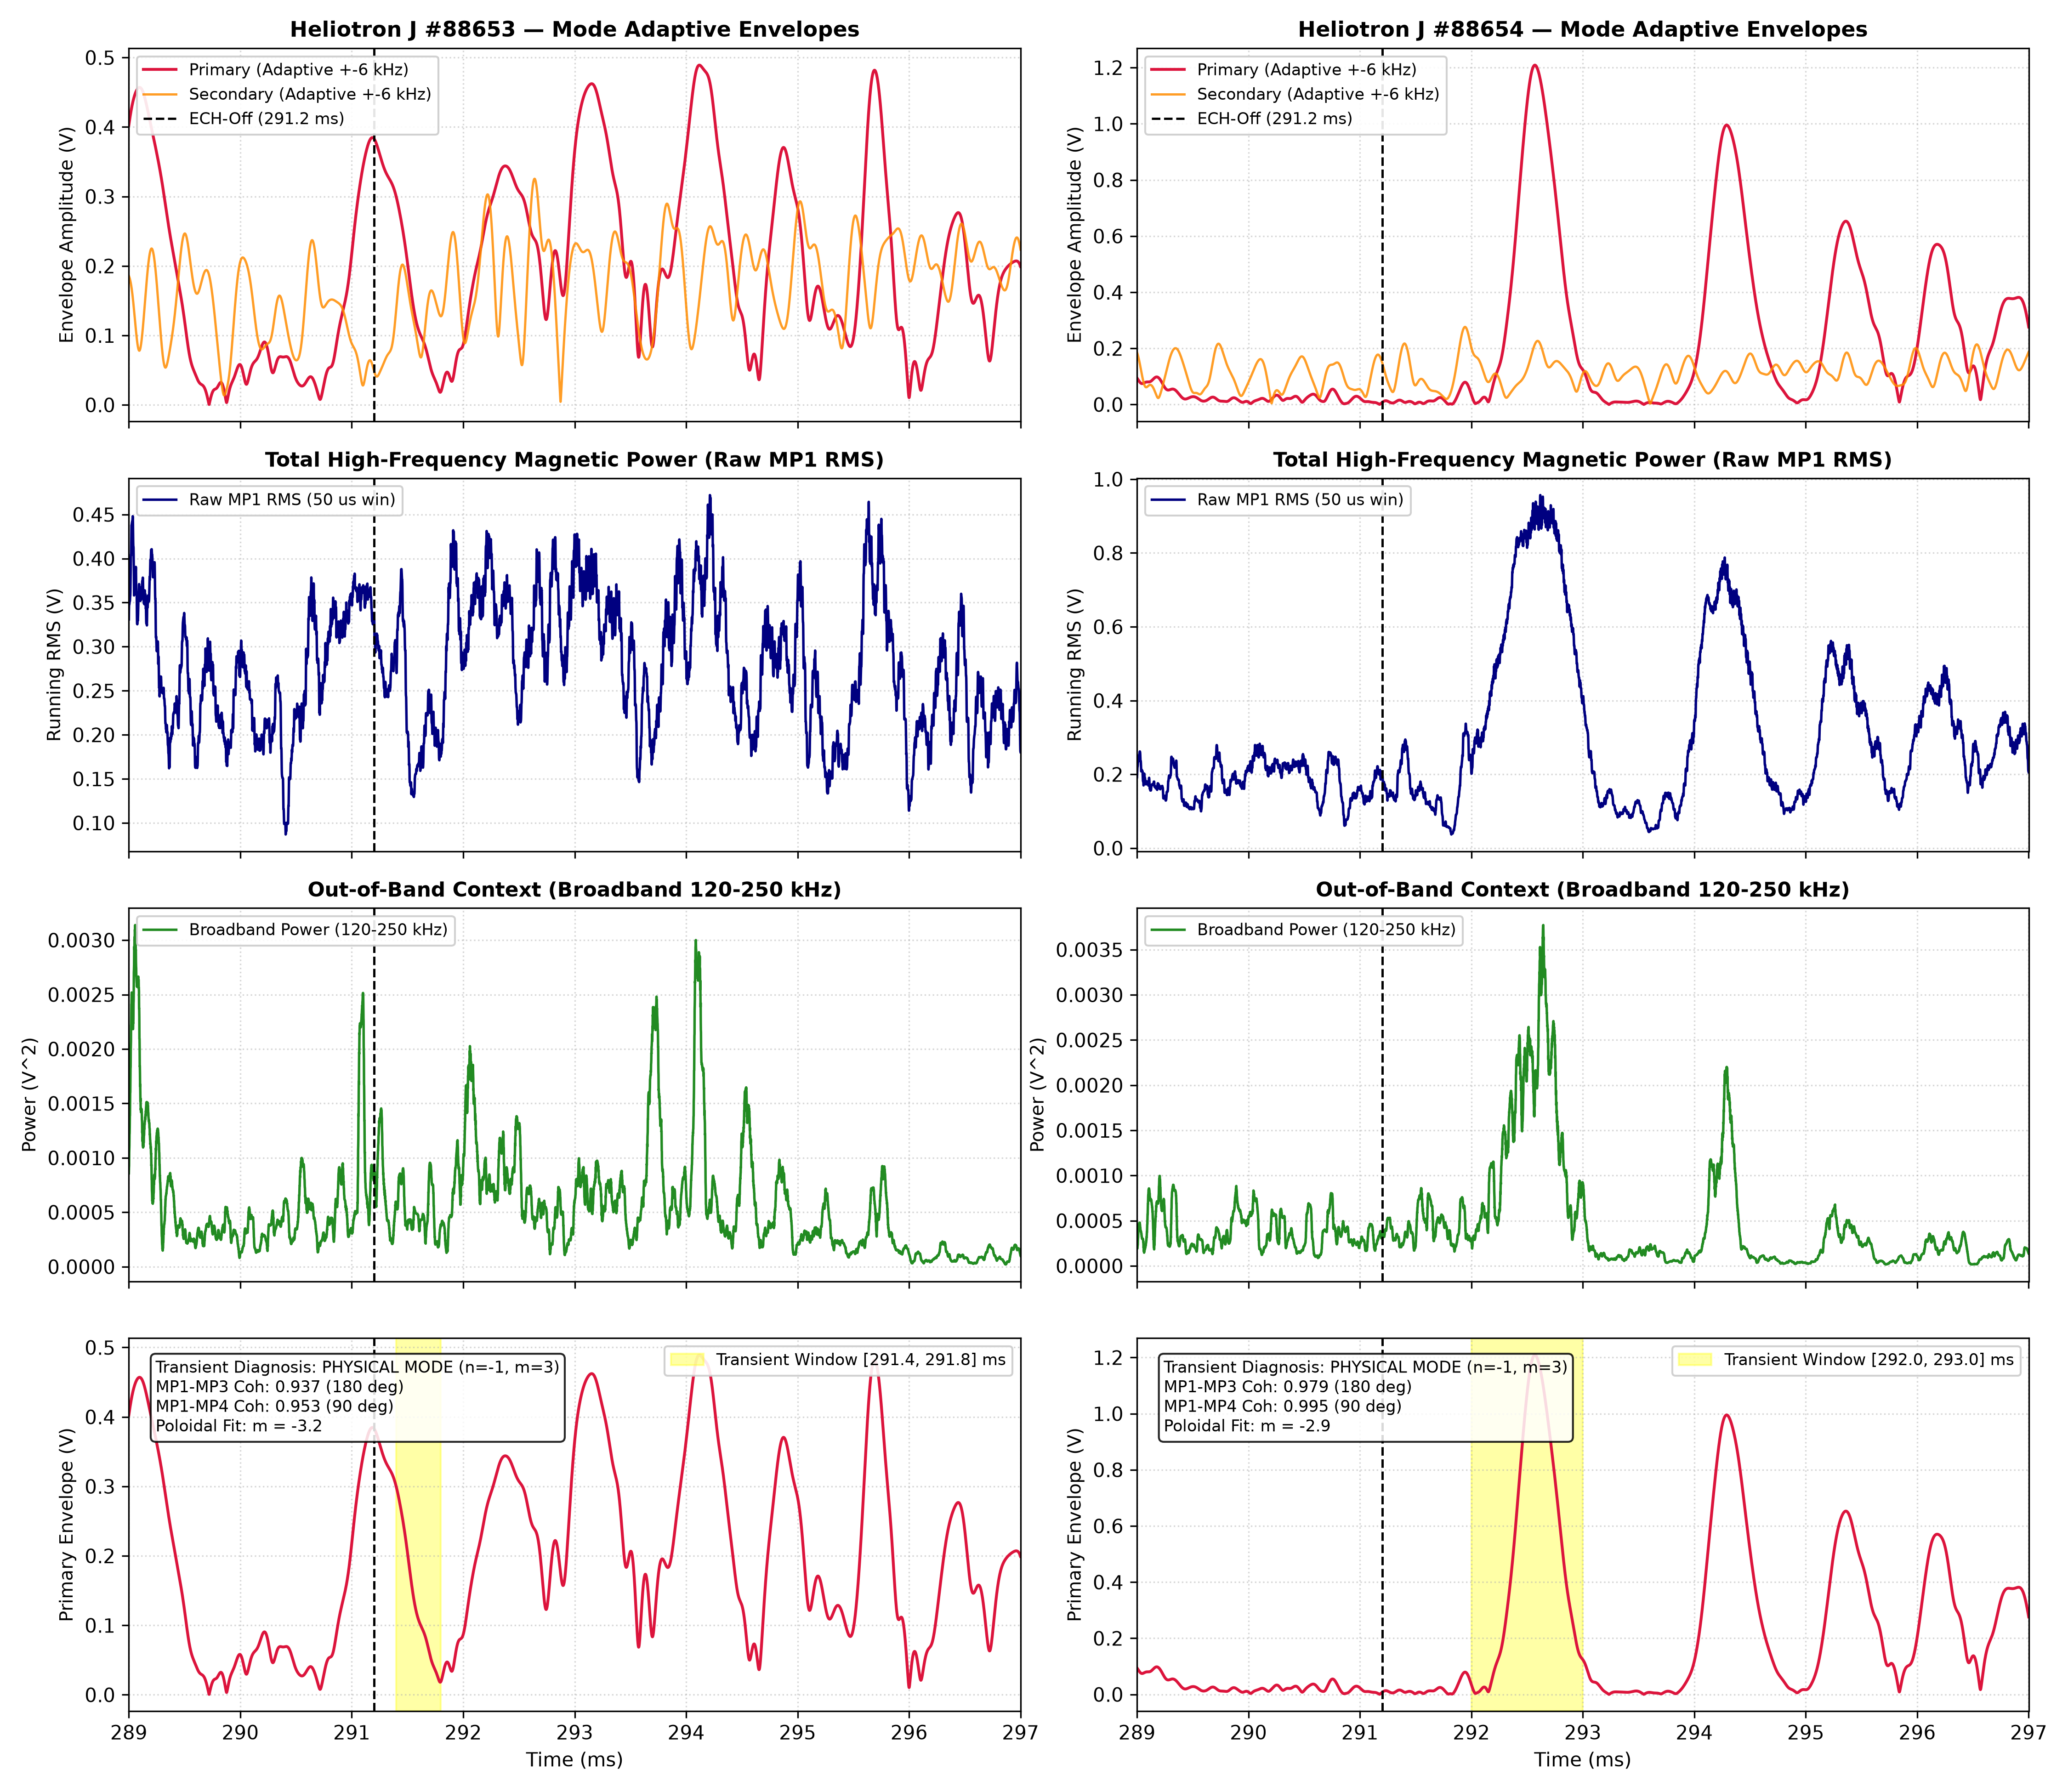 Heliotron J #88653 — Mode Adaptive Envelopes
Envelope Amplitude (V)
0.5
0.4
0.3
0.2
0.1
0.0
Primary (Adaptive +-6 kHz)
Secondary (Adaptive +-6 kHz)
ECH-Off (291.2 ms)
Heliotron J #88654 — Mode Adaptive Envelopes
Envelope Amplitude (V)
1.2
1.0
0.8
0.6
0.4
0.2
0.0
Primary (Adaptive +-6 kHz)
Secondary (Adaptive +-6 kHz)
ECH-Off (291.2 ms)
Total High-Frequency Magnetic Power (Raw MP1 RMS)
Running RMS (V)
0.45
0.40
0.35
0.30
0.25
0.20
0.15
0.10
Raw MP1 RMS (50 us win)
Total High-Frequency Magnetic Power (Raw MP1 RMS)
Running RMS (V)
1.0
0.8
0.6
0.4
0.2
0.0
Raw MP1 RMS (50 us win)
Out-of-Band Context (Broadband 120-250 kHz)
Power (V^2)
0.0030
0.0025
0.0020
0.0015
0.0010
0.0005
0.0000
Broadband Power (120-250 kHz)
Out-of-Band Context (Broadband 120-250 kHz)
Power (V^2)
0.0035
0.0030
0.0025
0.0020
0.0015
0.0010
0.0005
0.0000
Broadband Power (120-250 kHz)
Primary Envelope (V)
0.5
0.4
0.3
0.2
0.1
0.0
Transient Diagnosis: PHYSICAL MODE (n=-1, m=3)
MP1-MP3 Coh: 0.937 (180 deg)
MP1-MP4 Coh: 0.953 (90 deg)
Poloidal Fit: m = -3.2
Transient Window [291.4, 291.8] ms
289 290 291 292 293 294 295 296 297
Time (ms)
Primary Envelope (V)
1.2
1.0
0.8
0.6
0.4
0.2
0.0
Transient Diagnosis: PHYSICAL MODE (n=-1, m=3)
MP1-MP3 Coh: 0.979 (180 deg)
MP1-MP4 Coh: 0.995 (90 deg)
Poloidal Fit: m = -2.9
Transient Window [292.0, 293.0] ms
289 290 291 292 293 294 295 296 297
Time (ms)